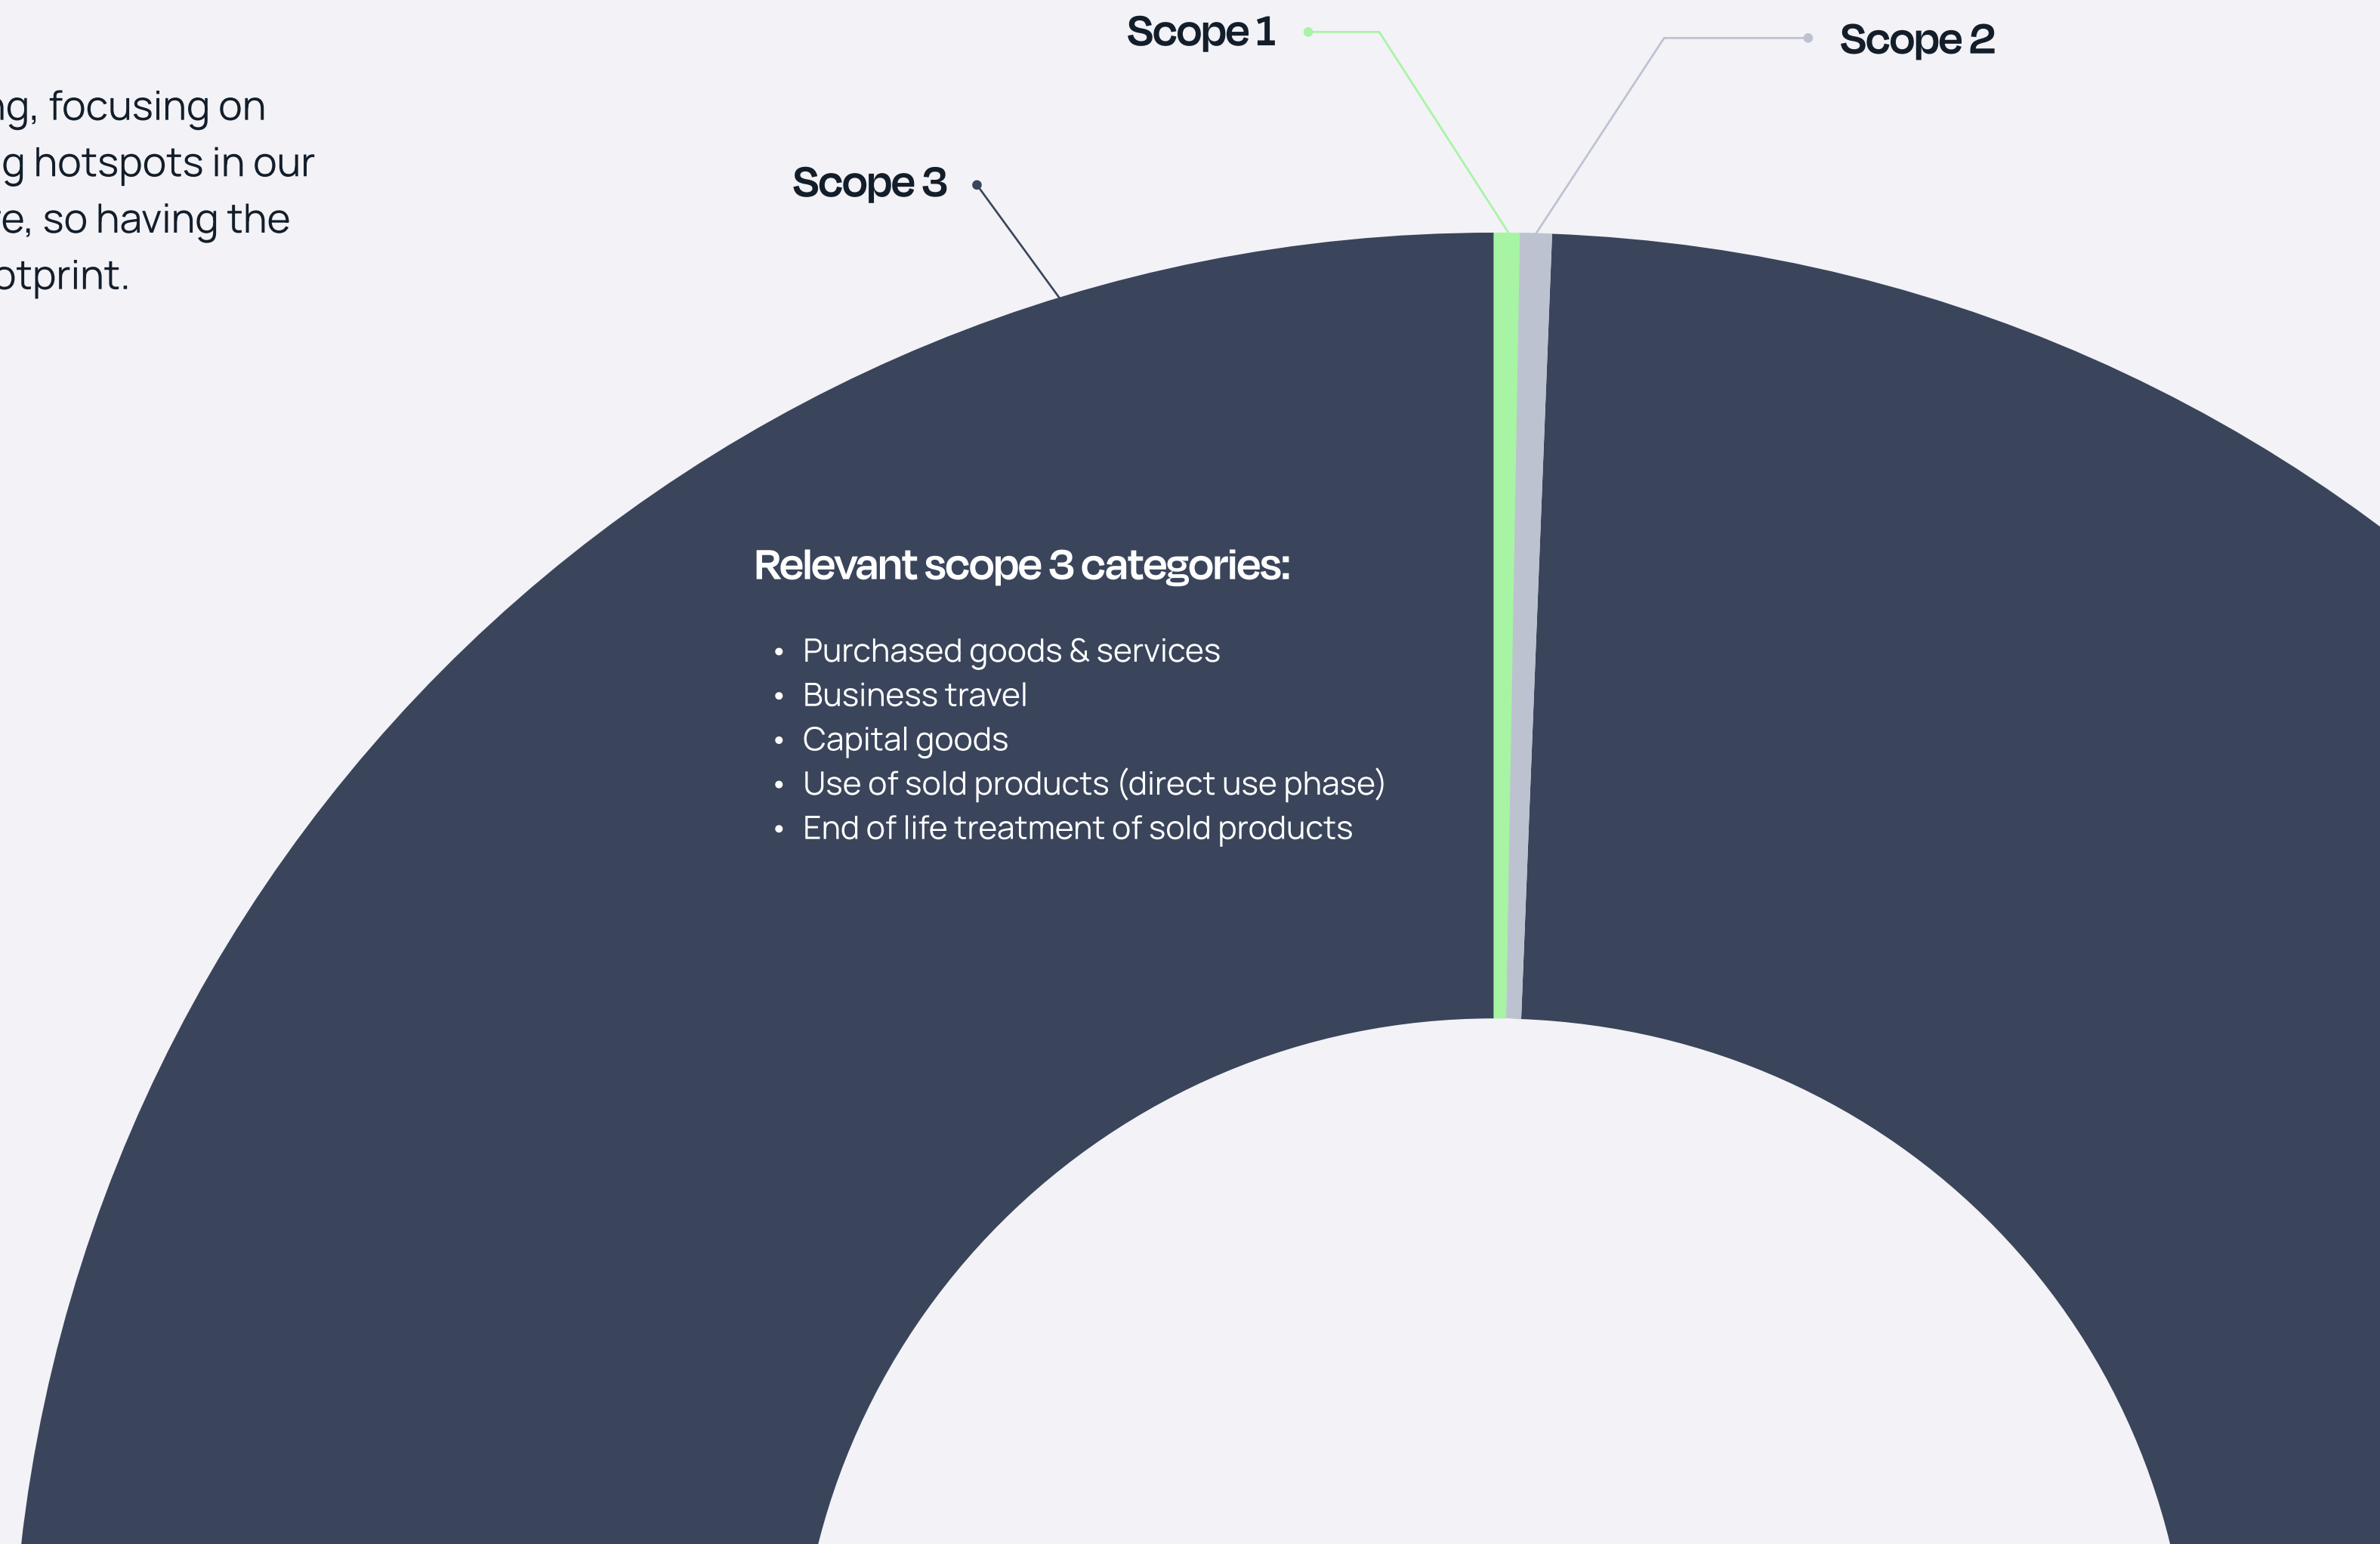 Scope 1
Scope 2
focusing on
hotspots in our
so having the
Scope 3
Relevant scope 3 categories:
• Purchased goods & services
• Business travel
• Capital goods
• Use of sold products (direct use phase)
• End of life treatment of sold products